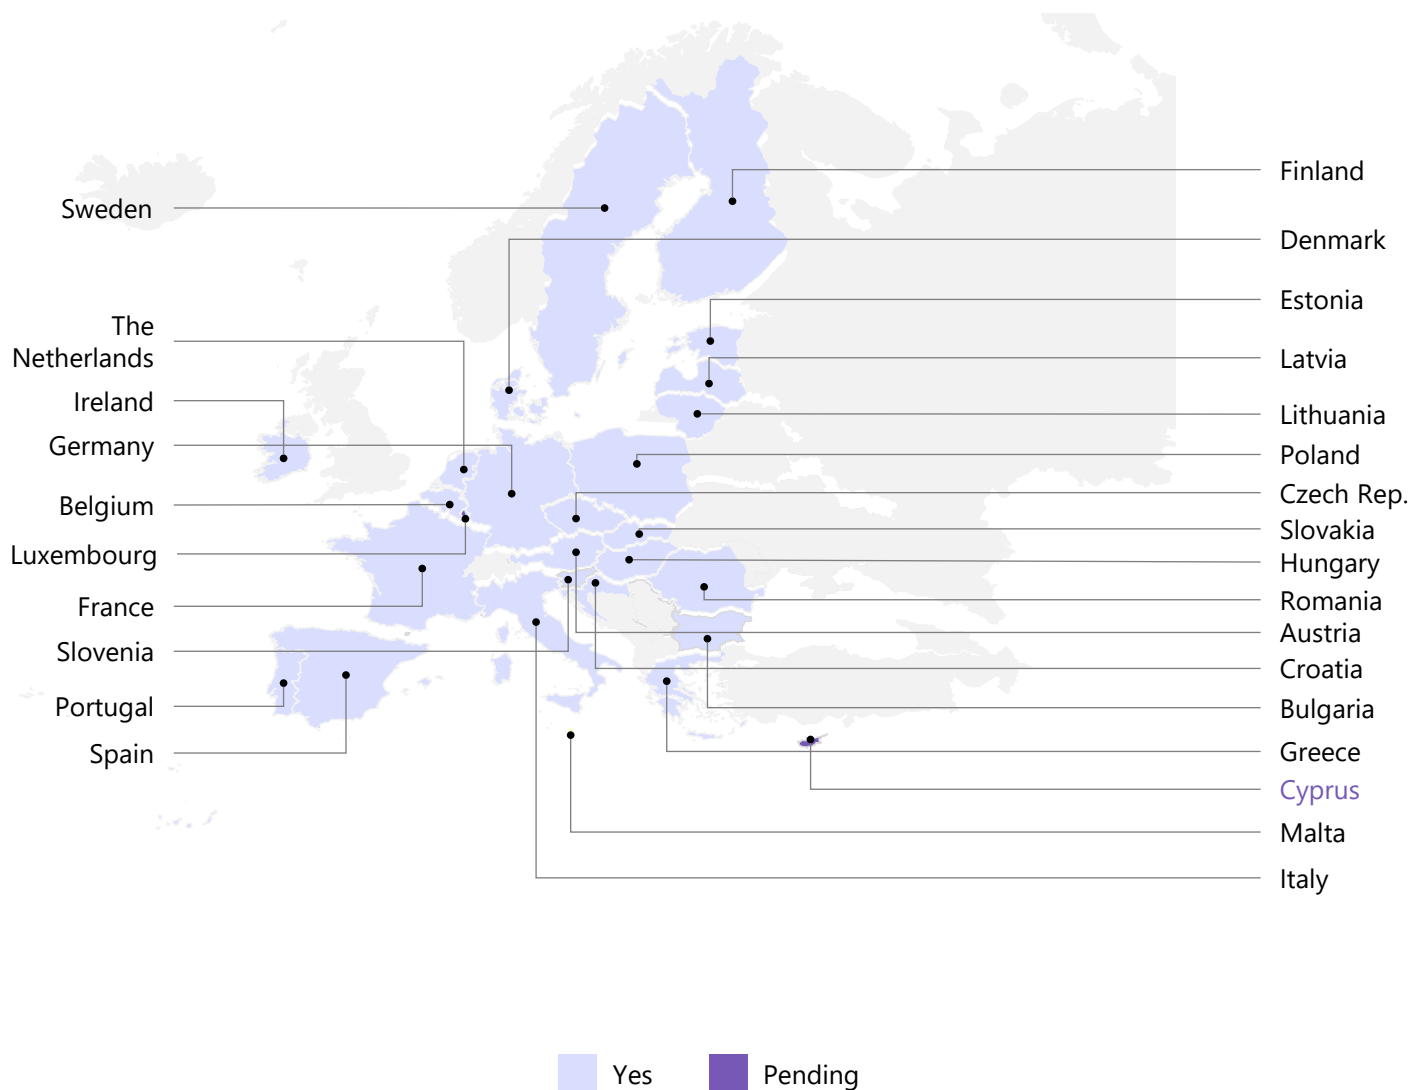 Sweden
The
Netherlands
Ireland
Germany
Belgium
Luxembourg
France
Slovenia
Portugal
Spain
Finland
Denmark
Estonia
Latvia
Lithuania
Poland
Czech Rep.
Slovakia
Hungary
Romania
Austria
Croatia
Bulgaria
Greece
Cyprus
Malta
Italy
Yes
Pending